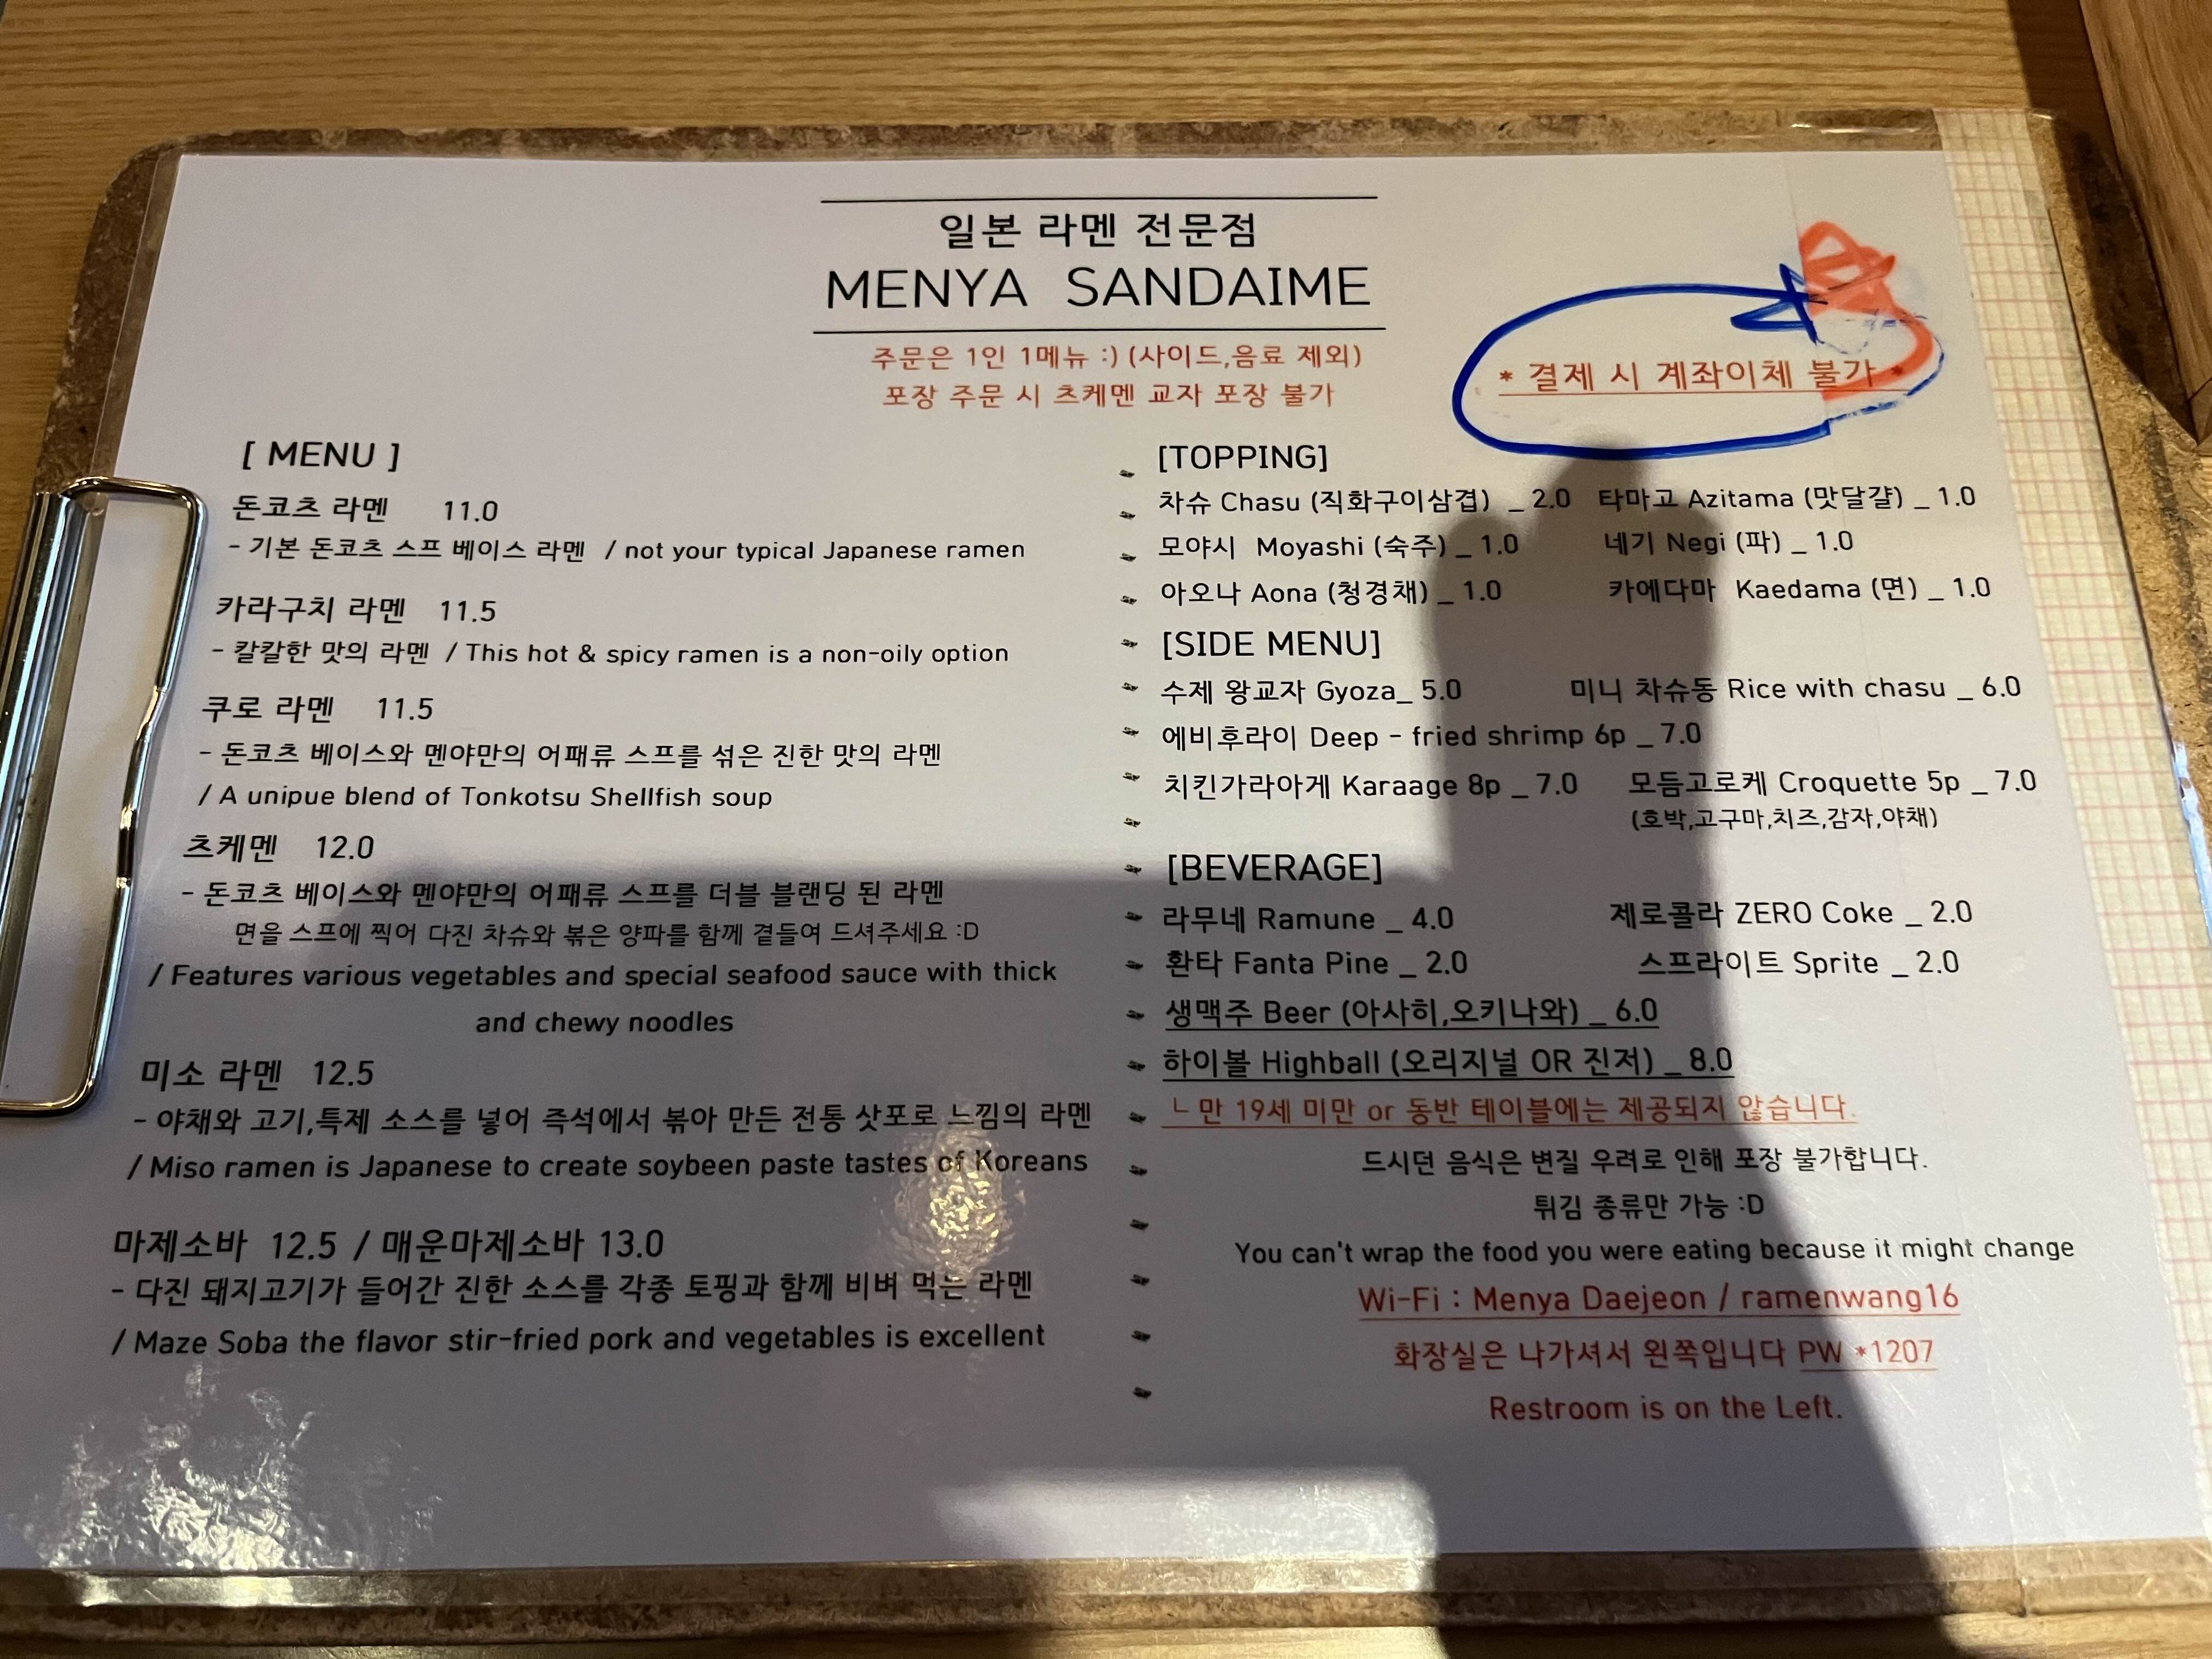 일본 라멘 전문점
MENYA SANDAIME
주문은 1인 1메뉴 :) (사이드,음료 제외)
포장 주문 시 츠케멘 교자 포장 불가
* 결제 시 계좌이체 불가 *
[ MENU ]
돈코츠 라멘 11.0
- 기본 돈코츠 스프 베이스 라멘 / not your typical Japanese ramen
카라구치 라멘 11.5
- 칼칼한 맛의 라멘 / This hot & spicy ramen is a non-oily option
쿠로 라멘 11.5
- 돈코츠 베이스와 멘야만의 어패류 스프를 섞은 진한 맛의 라멘
/ A unipue blend of Tonkotsu Shellfish soup
츠케멘 12.0
- 돈코츠 베이스와 멘야만의 어패류 스프를 더블 블랜딩 된 라멘
면을 스프에 찍어 다진 차슈와 볶은 양파를 함께 곁들여 드셔주세요 :D
/ Features various vegetables and special seafood sauce with thick
and chewy noodles
미소 라멘 12.5
- 야채와 고기,특제 소스를 넣어 즉석에서 볶아 만든 전통 삿포로 느낌의 라멘
/ Miso ramen is Japanese to create soybeen paste tastes of Koreans
마제소바 12.5 / 매운마제소바 13.0
- 다진 돼지고기가 들어간 진한 소스를 각종 토핑과 함께 비벼 먹는 라멘
/ Maze Soba the flavor stir-fried pork and vegetables is excellent
[TOPPING]
차슈 Chasu (직화구이삼겹) _ 2.0 타마고 Azitama (맛달걀) _ 1.0
모야시 Moyashi (숙주) _ 1.0 네기 Negi (파) _ 1.0
아오나 Aona (청경채) _ 1.0 카에다마 Kaedama (면) _ 1.0
[SIDE MENU]
수제 왕교자 Gyoza_ 5.0 미니 차슈동 Rice with chasu _ 6.0
에비후라이 Deep - fried shrimp 6p _ 7.0
치킨가라아게 Karaage 8p _ 7.0 모듬고로케 Croquette 5p _ 7.0
(호박,고구마,치즈,감자,야채)
[BEVERAGE]
라무네 Ramune _ 4.0 제로콜라 ZERO Coke _ 2.0
환타 Fanta Pine _ 2.0 스프라이트 Sprite _ 2.0
생맥주 Beer (아사히,오키나와) _ 6.0
하이볼 Highball (오리지널 OR 진저) _ 8.0
ㄴ만 19세 미만 or 동반 테이블에는 제공되지 않습니다.
드시던 음식은 변질 우려로 인해 포장 불가합니다.
튀김 종류만 가능 :D
You can't wrap the food you were eating because it might change
Wi-Fi : Menya Daejeon / ramenwang16
화장실은 나가셔서 왼쪽입니다 PW *1207
Restroom is on the Left.